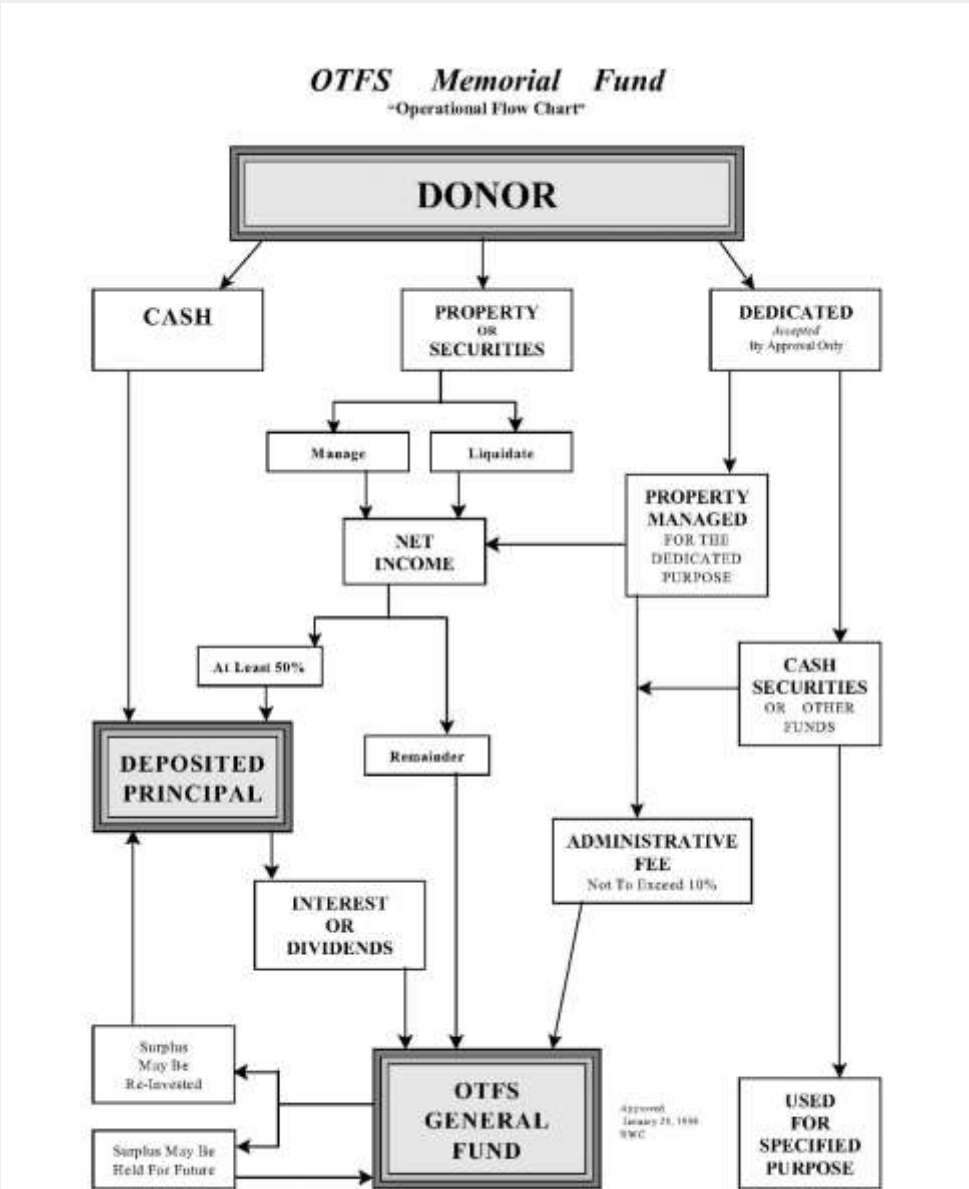 OTFS Memorial Fund
"Operational Flow Chart"
DONOR
CASH
PROPERTY
OR
SECURITIES
DEDICATED
Accepted
By Approval Only
Manage
Liquidate
PROPERTY
MANAGED
FOR THE
DEDICATED
PURPOSE
NET
INCOME
At Least 50%
CASH
SECURITIES
OR OTHER
FUNDS
DEPOSITED
PRINCIPAL
Remainder
ADMINISTRATIVE
FEE
Not To Exceed 10%
INTEREST
OR
DIVIDENDS
Surplus
May Be
Re-Invested
OTFS
GENERAL
FUND
Approved
January
USED
FOR
SPECIFIED
PURPOSE
Surplus May Be
Held For Future